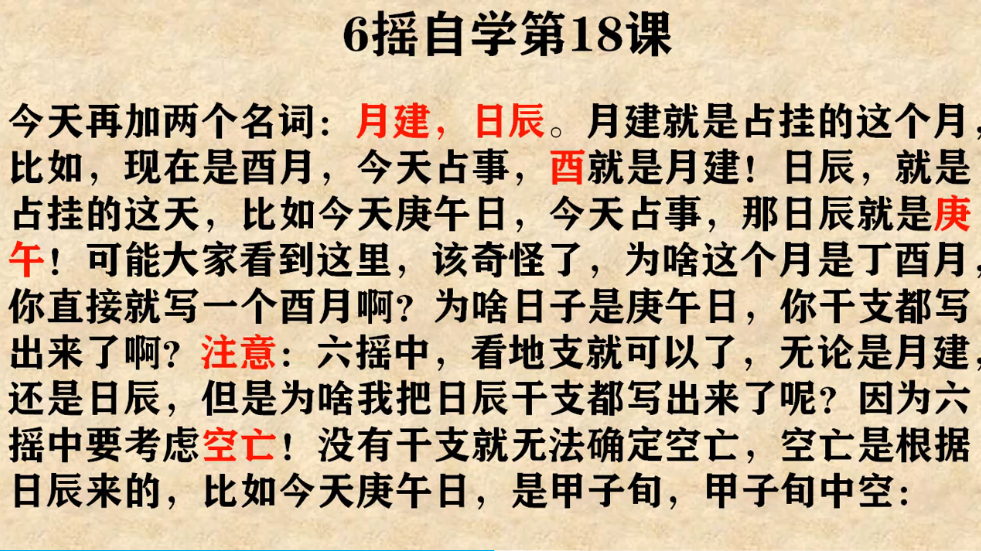 6摇自学第18课
今天再加两个名词：月建，日辰。月建就是占挂的这个月，
比如，现在是酉月，今天占事，酉就是月建！日辰，就是
占挂的这天，比如今天庚午日，今天占事，那日辰就是庚
午！可能大家看到这里，该奇怪了，为啥这个月是丁酉月，
你直接就写一个酉月啊？为啥日子是庚午日，你干支都写
出来了啊？注意：六摇中，看地支就可以了，无论是月建，
还是日辰，但是为啥我把日辰干支都写出来了呢？因为六
摇中要考虑空亡！没有干支就无法确定空亡，空亡是根据
日辰来的，比如今天庚午日，是甲子旬，甲子旬中空：